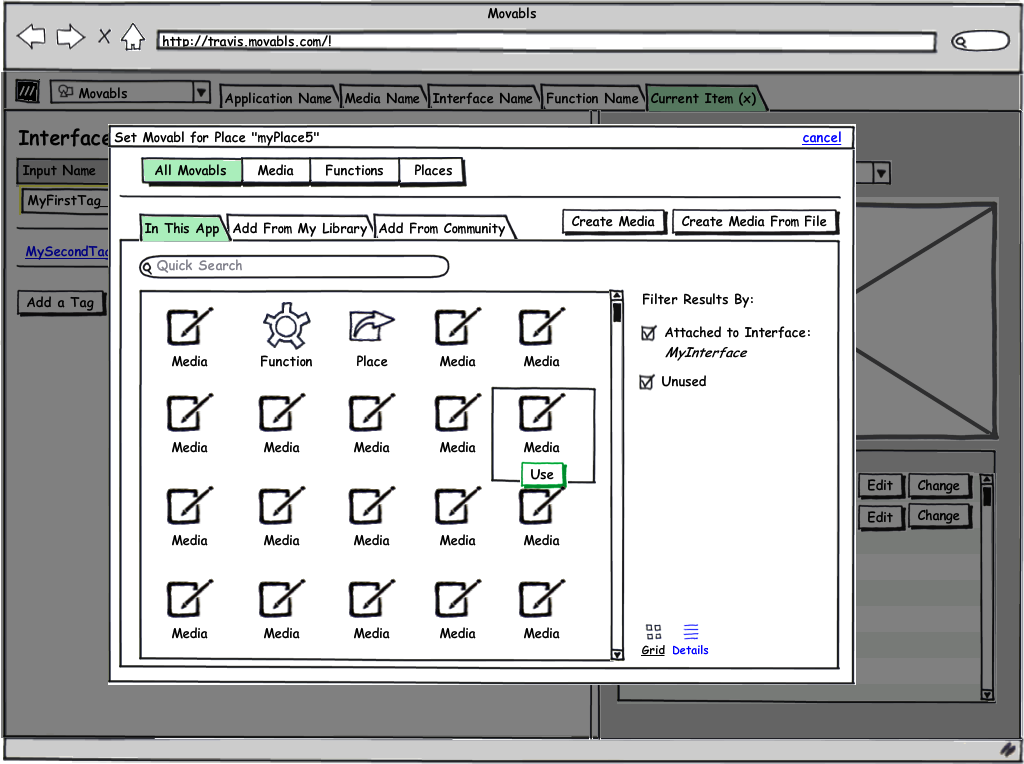 Movabls
http://travis.movabls.com/!
Movabls
Application Name
Media Name
Interface Name
Function Name
Current Item (x)
Interface
Input Name
MyFirstTag_
MySecondTag
Add a Tag
Set Movabl for Place "myPlace5"
cancel
All Movabls
Media
Functions
Places
In This App
Add From My Library
Add From Community
Create Media
Create Media From File
Quick Search
Media Function Place Media Media
Media Media Media Media Media
Use
Media Media Media Media Media
Media Media Media Media Media
Filter Results By:
Attached to Interface:
MyInterface
Unused
Grid Details
Edit Change
Edit Change